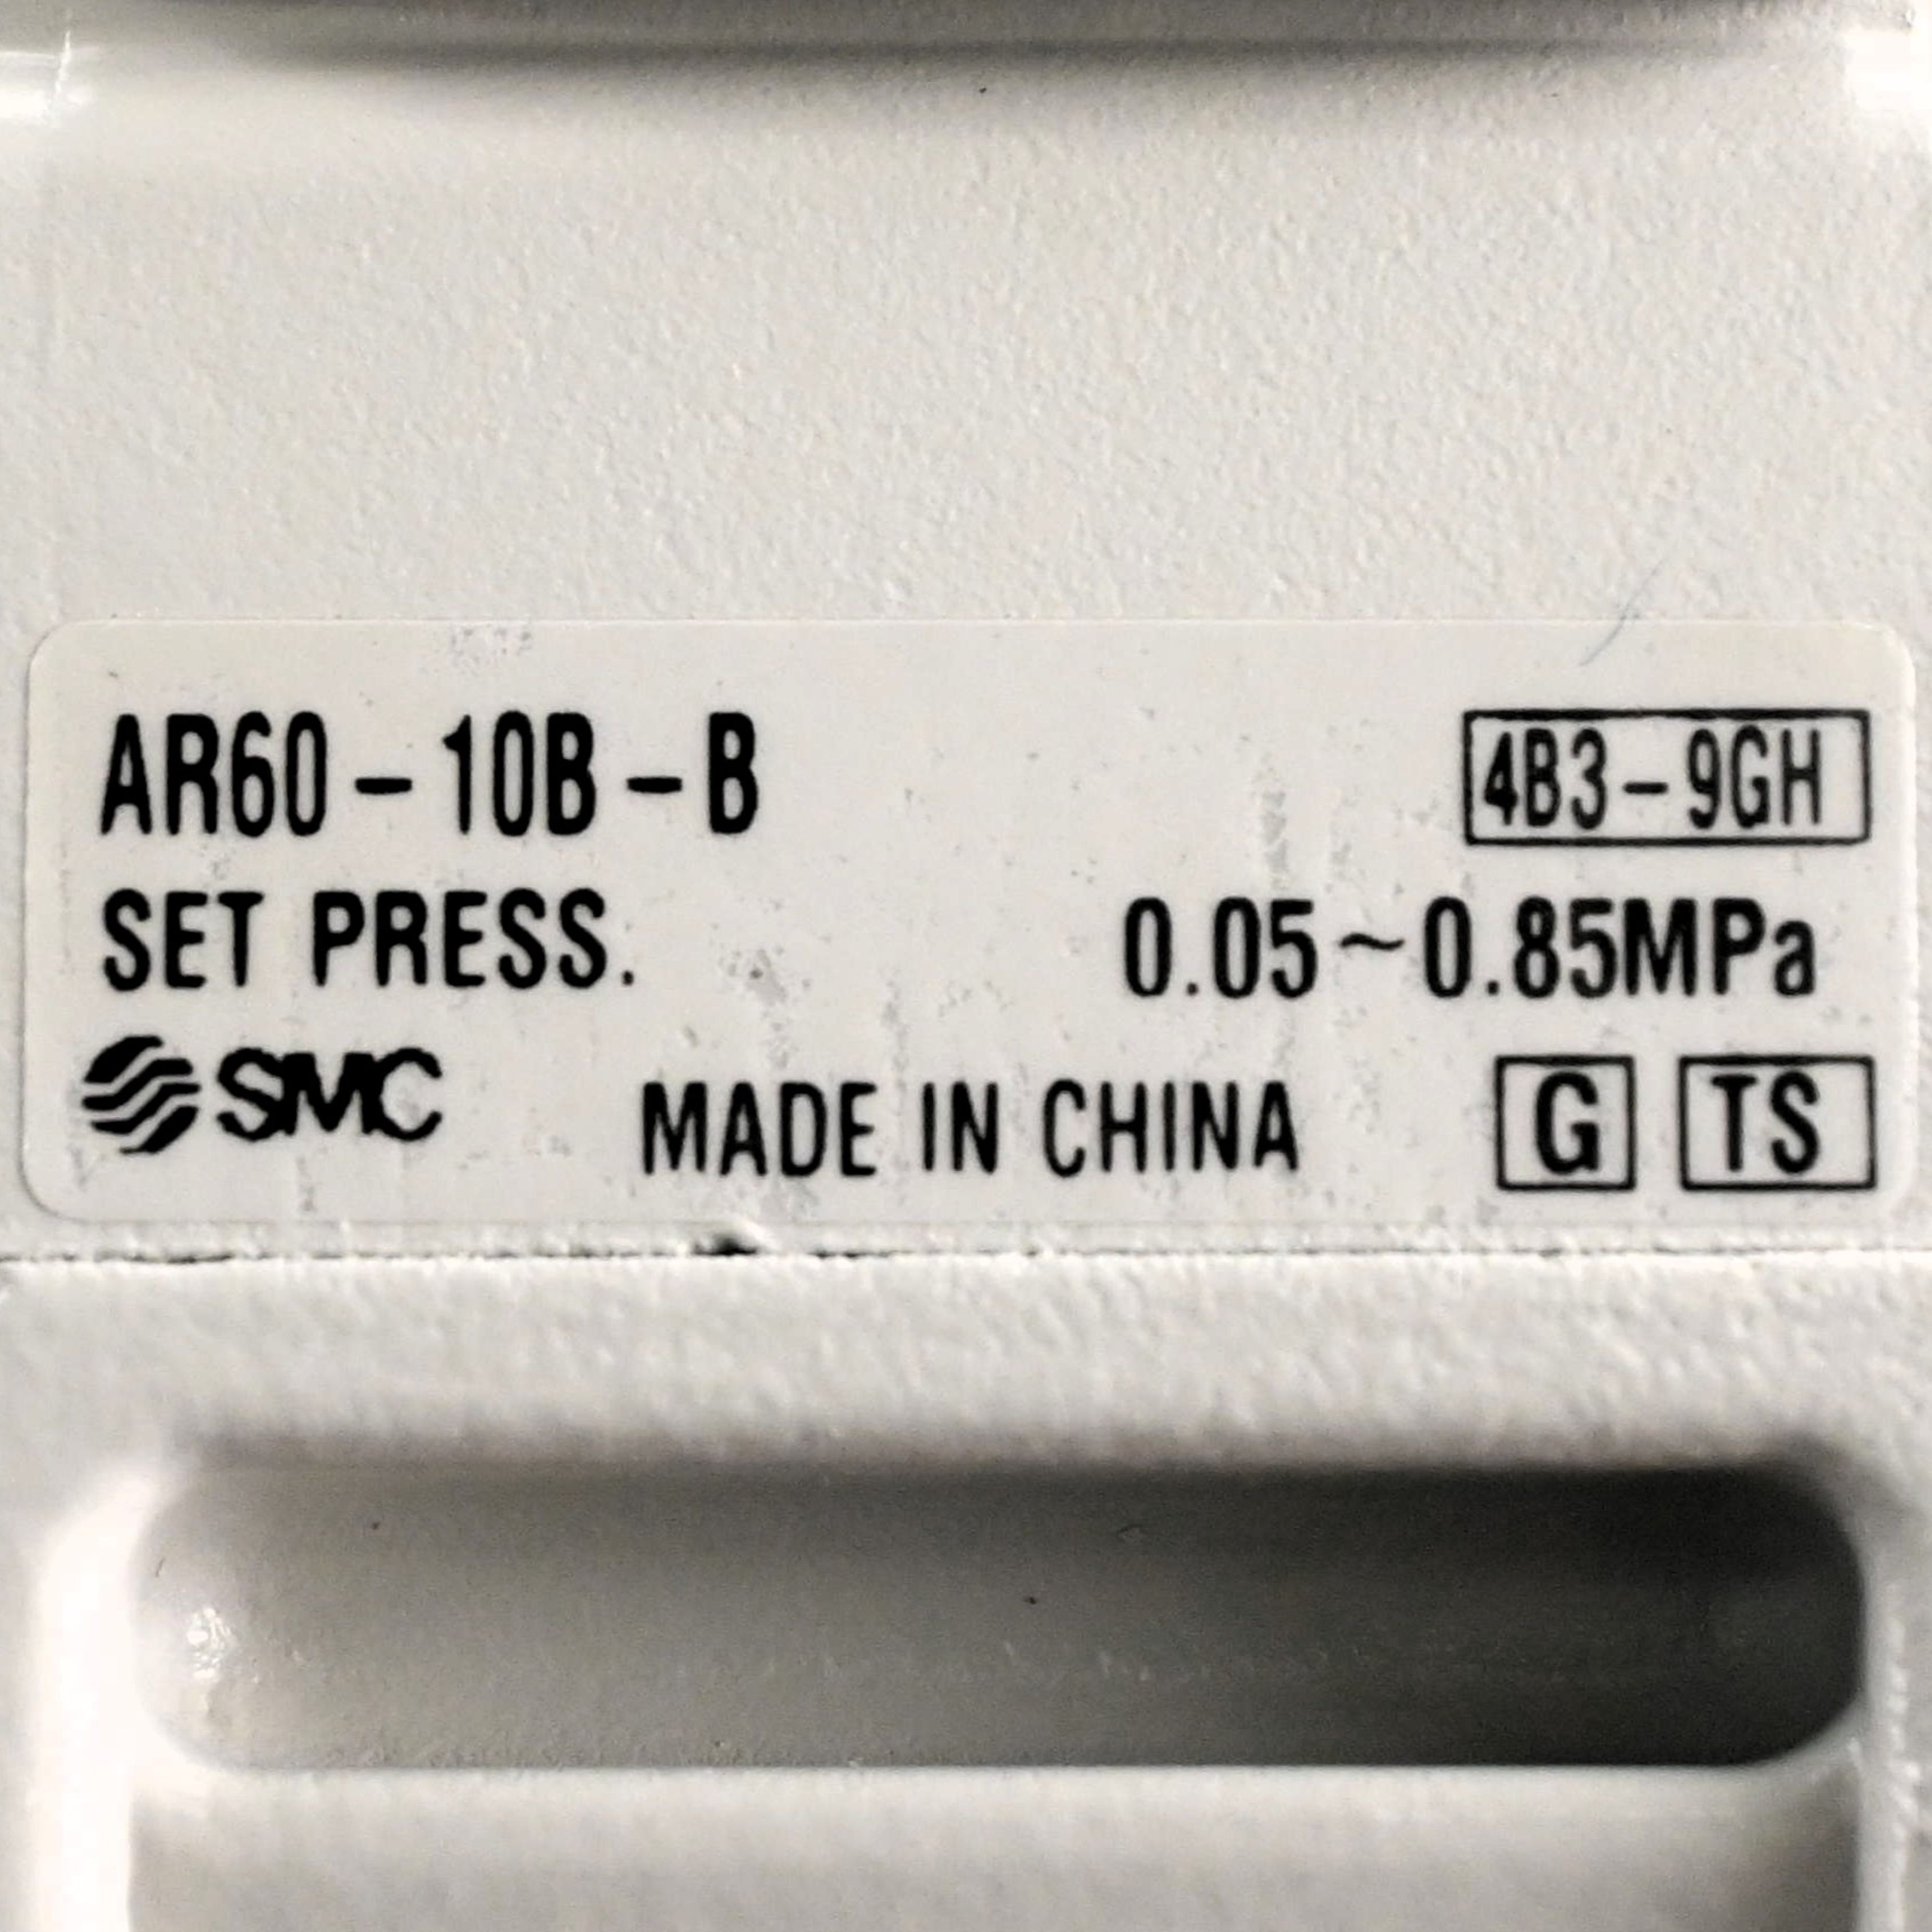 AR60-10B-B 4B3-9GH
SET PRESS. 0.05~0.85MPa
SMC MADE IN CHINA G TS